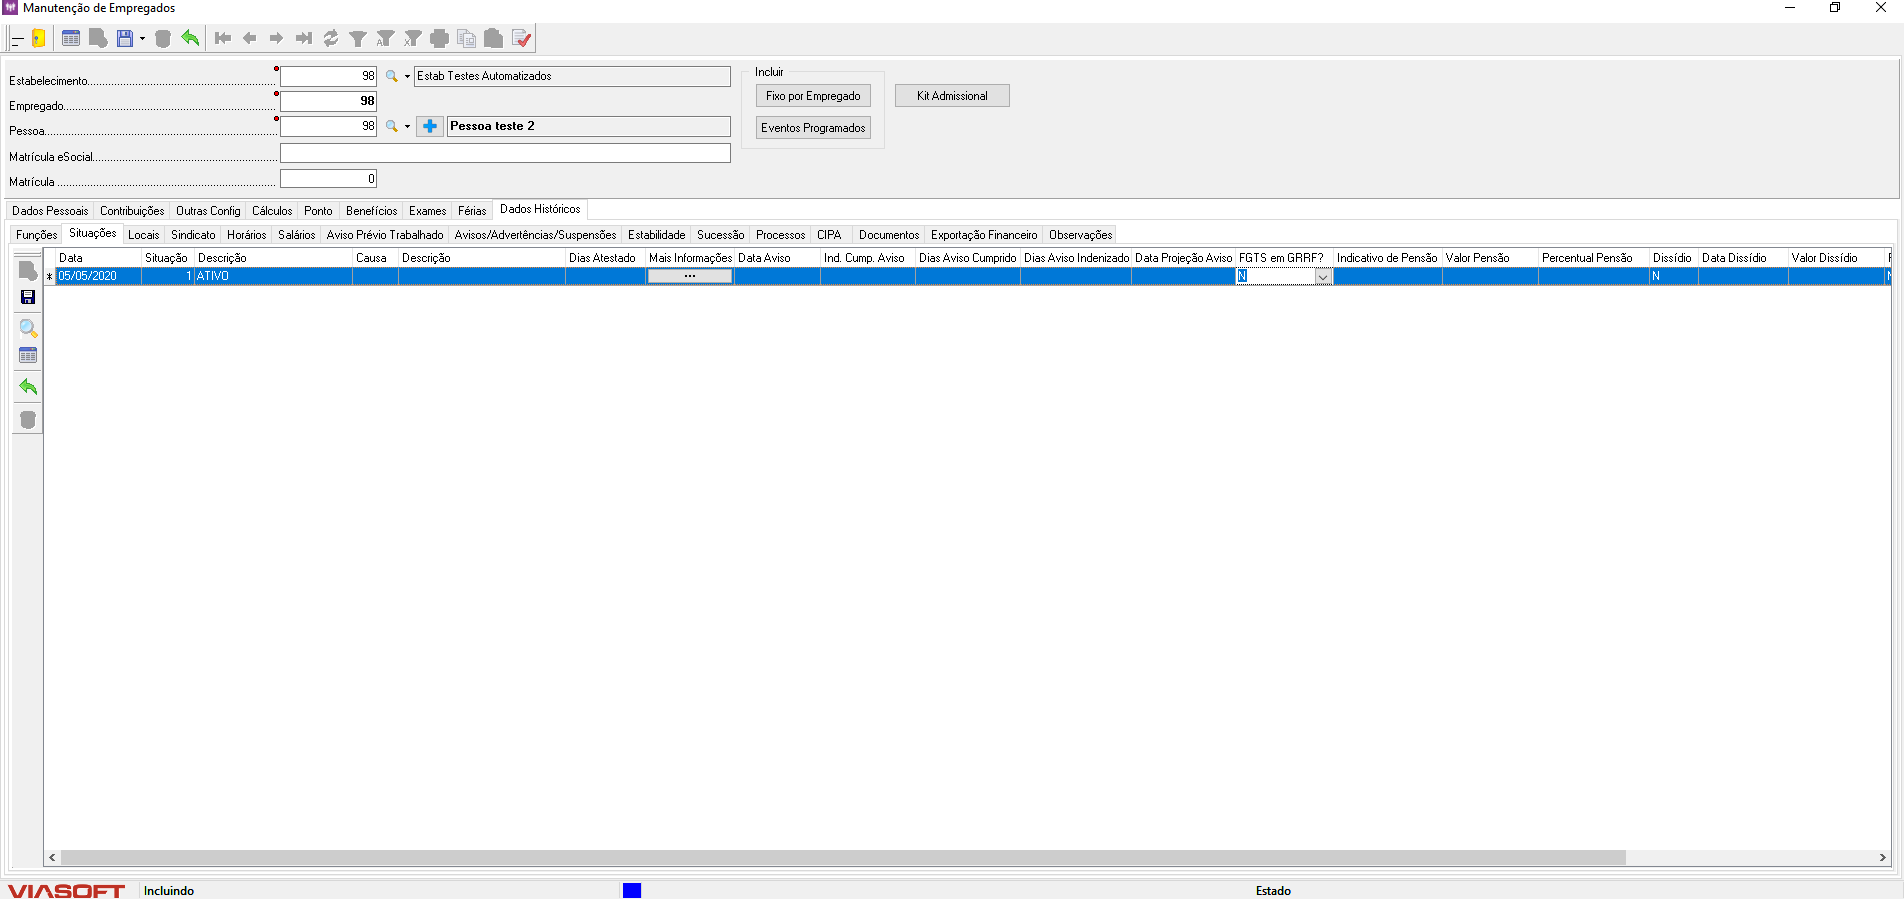 Manutenção de Empregados
Estabelecimento 98 Estab Testes Automatizados
Empregado 98
Pessoa 98 Pessoa teste 2
Matrícula eSocial
Matrícula 0
Incluir
Fixo por Empregado
Eventos Programados
Kit Admissional
Dados Pessoais Contribuições Outras Config Cálculos Ponto Benefícios Exames Férias Dados Históricos
Funções Situações Locais Sindicato Horários Salários Aviso Prévio Trabalhado Avisos/Advertências/Suspensões Estabilidade Sucessão Processos CIPA Documentos Exportação Financeiro Observações
Data Situação Descrição Causa Descrição Dias Atestado Mais Informações Data Aviso Ind. Cump. Aviso Dias Aviso Cumprido Dias Aviso Indenizado Data Projeção Aviso FGTS em GRRF? Indicativo de Pensão Valor Pensão Percentual Pensão Dissídio Data Dissídio Valor Dissídio
05/05/2020 1 ATIVO ... N N
VIASOFT Incluindo Estado